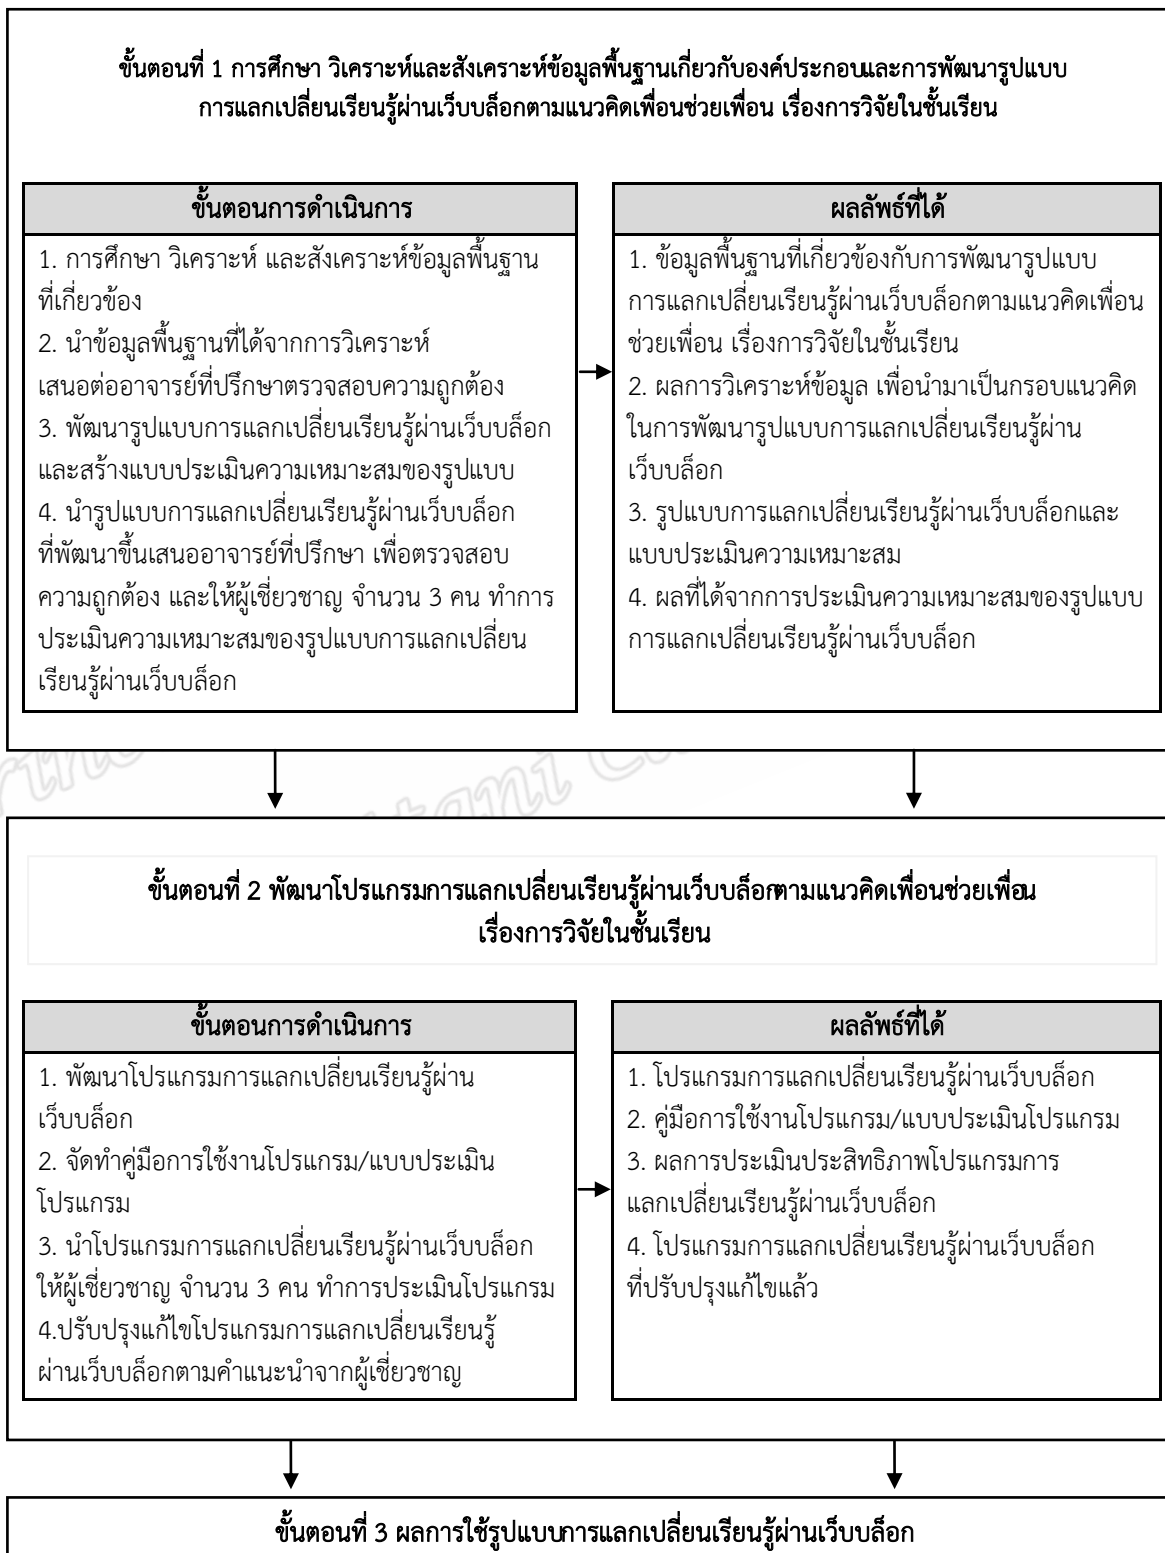 ขั้นตอนที่ 1 การศึกษา วิเคราะห์และสังเคราะห์ข้อมูลพื้นฐานเกี่ยวกับองค์ประกอบและการพัฒนารูปแบบ
การแลกเปลี่ยนเรียนรู้ผ่านเว็บบล็อกตามแนวคิดเพื่อนช่วยเพื่อน เรื่องการวิจัยในชั้นเรียน
ขั้นตอนการดำเนินการ
1. การศึกษา วิเคราะห์ และสังเคราะห์ข้อมูลพื้นฐาน
ที่เกี่ยวข้อง
2. นำข้อมูลพื้นฐานที่ได้จากการวิเคราะห์
เสนอต่ออาจารย์ที่ปรึกษาตรวจสอบความถูกต้อง
3. พัฒนารูปแบบการแลกเปลี่ยนเรียนรู้ผ่านเว็บบล็อก
และสร้างแบบประเมินความเหมาะสมของรูปแบบ
4. นำรูปแบบการแลกเปลี่ยนเรียนรู้ผ่านเว็บบล็อก
ที่พัฒนาขึ้นเสนออาจารย์ที่ปรึกษา เพื่อตรวจสอบ
ความถูกต้อง และให้ผู้เชี่ยวชาญ จำนวน 3 คน ทำการ
ประเมินความเหมาะสมของรูปแบบการแลกเปลี่ยน
เรียนรู้ผ่านเว็บบล็อก
ผลลัพธ์ที่ได้
1. ข้อมูลพื้นฐานที่เกี่ยวข้องกับการพัฒนารูปแบบ
การแลกเปลี่ยนเรียนรู้ผ่านเว็บบล็อกตามแนวคิดเพื่อน
ช่วยเพื่อน เรื่องการวิจัยในชั้นเรียน
2. ผลการวิเคราะห์ข้อมูล เพื่อนำมาเป็นกรอบแนวคิด
ในการพัฒนารูปแบบการแลกเปลี่ยนเรียนรู้ผ่าน
เว็บบล็อก
3. รูปแบบการแลกเปลี่ยนเรียนรู้ผ่านเว็บบล็อกและ
แบบประเมินความเหมาะสม
4. ผลที่ได้จากการประเมินความเหมาะสมของรูปแบบ
การแลกเปลี่ยนเรียนรู้ผ่านเว็บบล็อก
ขั้นตอนที่ 2 พัฒนาโปรแกรมการแลกเปลี่ยนเรียนรู้ผ่านเว็บบล็อกตามแนวคิดเพื่อนช่วยเพื่อน
เรื่องการวิจัยในชั้นเรียน
ขั้นตอนการดำเนินการ
1. พัฒนาโปรแกรมการแลกเปลี่ยนเรียนรู้ผ่าน
เว็บบล็อก
2. จัดทำคู่มือการใช้งานโปรแกรม/แบบประเมิน
โปรแกรม
3. นำโปรแกรมการแลกเปลี่ยนเรียนรู้ผ่านเว็บบล็อก
ให้ผู้เชี่ยวชาญ จำนวน 3 คน ทำการประเมินโปรแกรม
4.ปรับปรุงแก้ไขโปรแกรมการแลกเปลี่ยนเรียนรู้
ผ่านเว็บบล็อกตามคำแนะนำจากผู้เชี่ยวชาญ
ผลลัพธ์ที่ได้
1. โปรแกรมการแลกเปลี่ยนเรียนรู้ผ่านเว็บบล็อก
2. คู่มือการใช้งานโปรแกรม/แบบประเมินโปรแกรม
3. ผลการประเมินประสิทธิภาพโปรแกรมการ
แลกเปลี่ยนเรียนรู้ผ่านเว็บบล็อก
4. โปรแกรมการแลกเปลี่ยนเรียนรู้ผ่านเว็บบล็อก
ที่ปรับปรุงแก้ไขแล้ว
ขั้นตอนที่ 3 ผลการใช้รูปแบบการแลกเปลี่ยนเรียนรู้ผ่านเว็บบล็อก